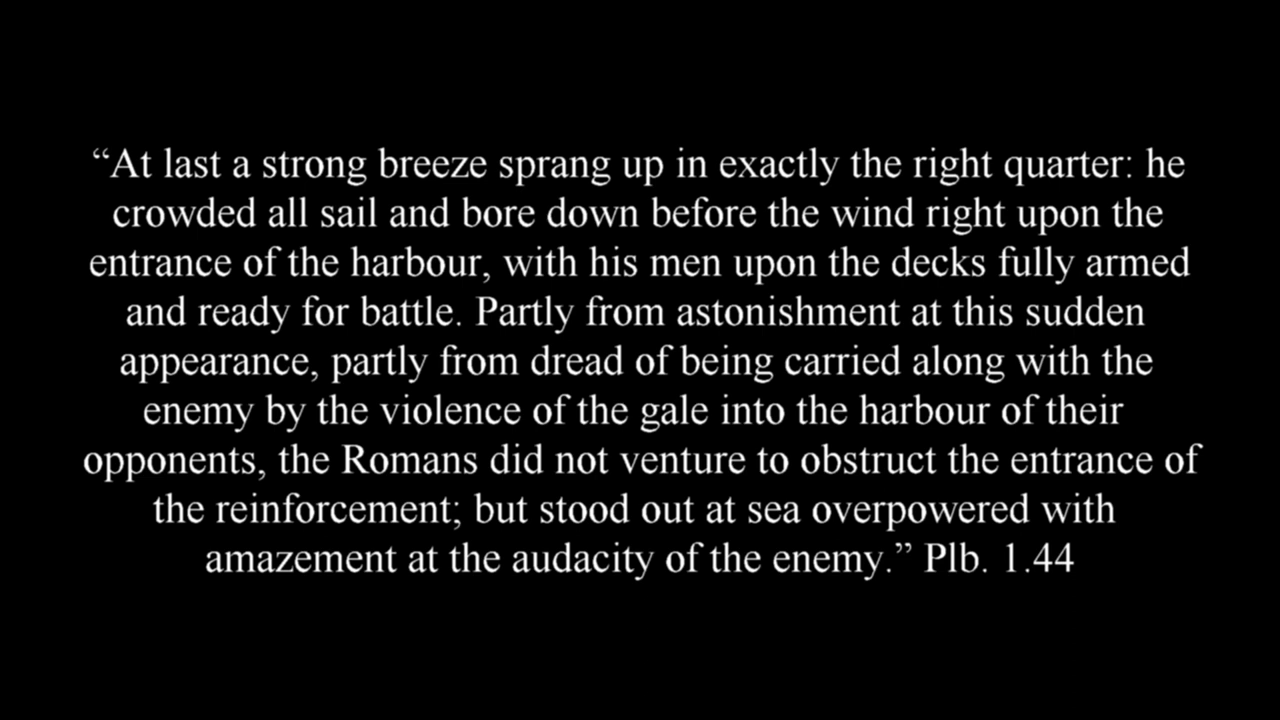 “At last a strong breeze sprang up in exactly the right quarter: he
crowded all sail and bore down before the wind right upon the
entrance of the harbour, with his men upon the decks fully armed
and ready for battle. Partly from astonishment at this sudden
appearance, partly from dread of being carried along with the
enemy by the violence of the gale into the harbour of their
opponents, the Romans did not venture to obstruct the entrance of
the reinforcement; but stood out at sea overpowered with
amazement at the audacity of the enemy.” Plb. 1.44